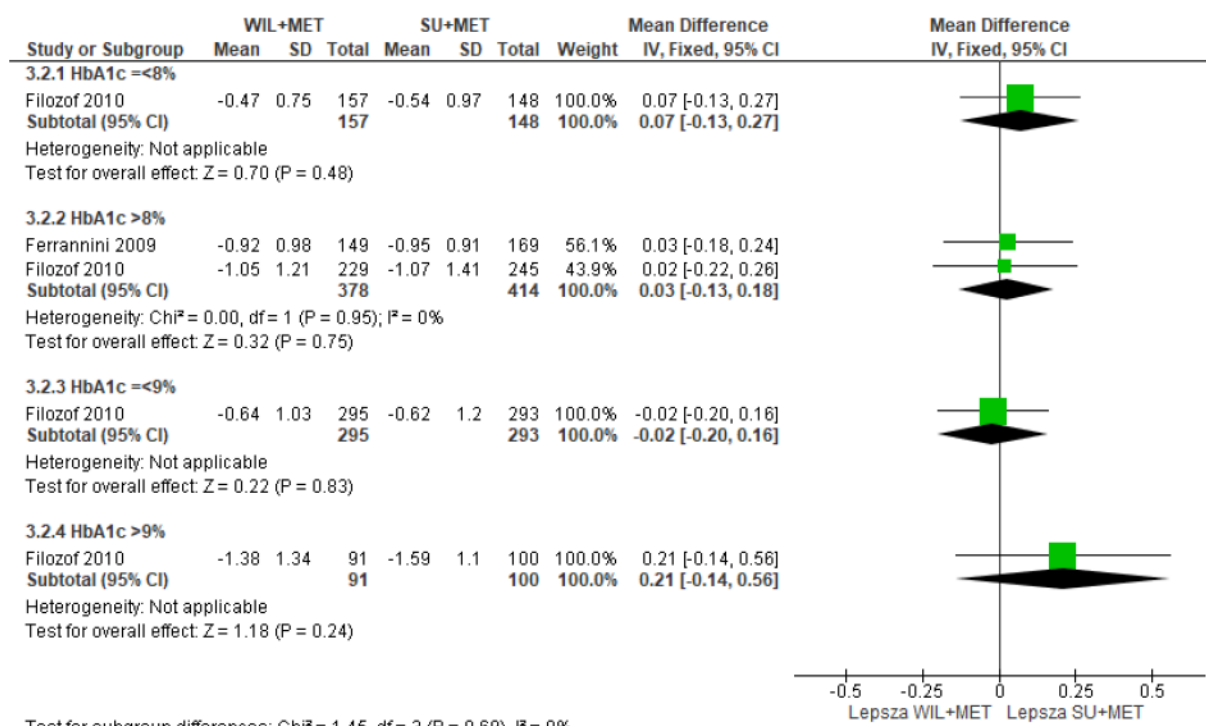 WIL+MET SU+MET Mean Difference Mean Difference
Study or Subgroup Mean SD Total Mean SD Total Weight IV, Fixed, 95% CI IV, Fixed, 95% CI
3.2.1 HbA1c =<8%
Filozof 2010 -0.47 0.75 157 -0.54 0.97 148 100.0% 0.07 [-0.13, 0.27]
Subtotal (95% CI) 157 148 100.0% 0.07 [-0.13, 0.27]
Heterogeneity: Not applicable
Test for overall effect: Z = 0.70 (P = 0.48)
3.2.2 HbA1c >8%
Ferrannini 2009 -0.92 0.98 149 -0.95 0.91 169 56.1% 0.03 [-0.18, 0.24]
Filozof 2010 -1.05 1.21 229 -1.07 1.41 245 43.9% 0.02 [-0.22, 0.26]
Subtotal (95% CI) 378 414 100.0% 0.03 [-0.13, 0.18]
Heterogeneity: Chi² = 0.00, df = 1 (P = 0.95); I² = 0%
Test for overall effect: Z = 0.32 (P = 0.75)
3.2.3 HbA1c =<9%
Filozof 2010 -0.64 1.03 295 -0.62 1.2 293 100.0% -0.02 [-0.20, 0.16]
Subtotal (95% CI) 295 293 100.0% -0.02 [-0.20, 0.16]
Heterogeneity: Not applicable
Test for overall effect: Z = 0.22 (P = 0.83)
3.2.4 HbA1c >9%
Filozof 2010 -1.38 1.34 91 -1.59 1.1 100 100.0% 0.21 [-0.14, 0.56]
Subtotal (95% CI) 91 100 100.0% 0.21 [-0.14, 0.56]
Heterogeneity: Not applicable
Test for overall effect: Z = 1.18 (P = 0.24)
-0.5 -0.25 0 0.25 0.5
Lepsza WIL+MET Lepsza SU+MET
Test for subgroup differences: Chi² = 1.45, df = 3 (P = 0.69), I² = 0%